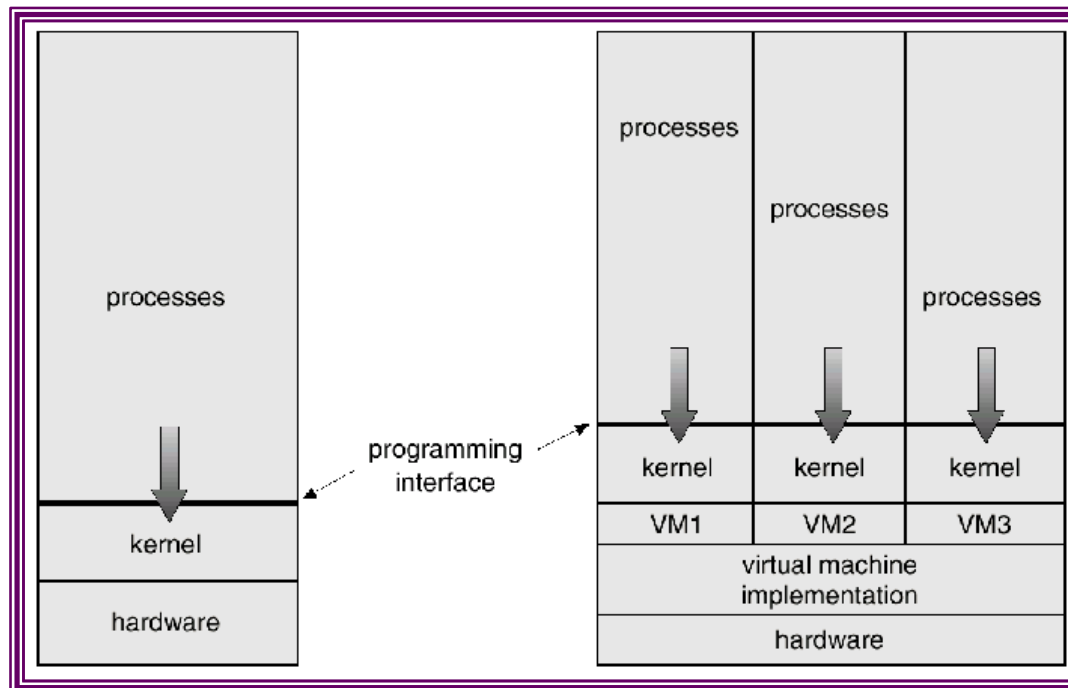 processes
kernel
hardware
programming
interface
processes
processes
processes
kernel
kernel
kernel
VM1
VM2
VM3
virtual machine
implementation
hardware